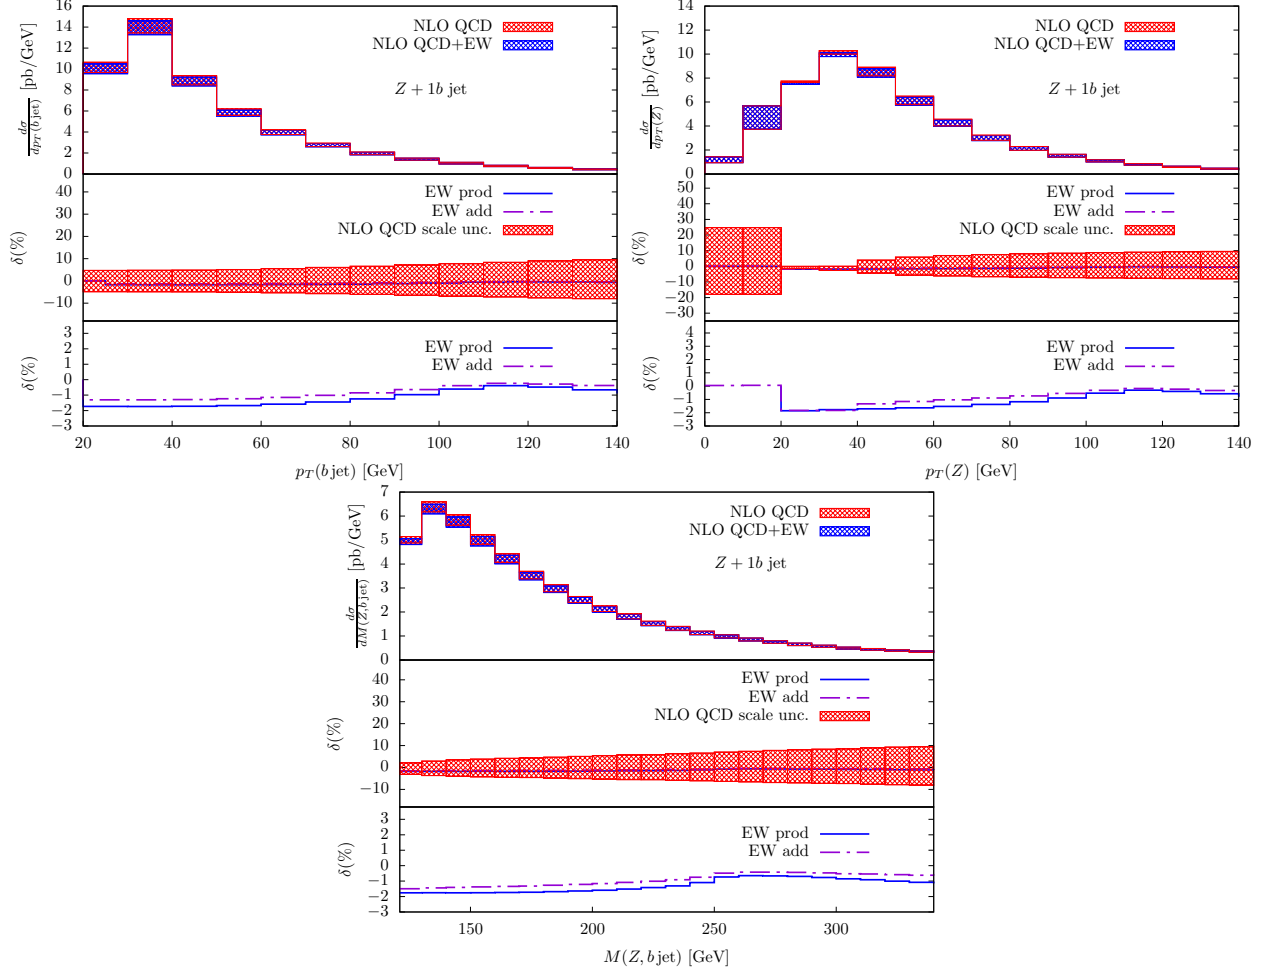 dσ/dp_T(b jet) [pb/GeV]
16
14
12
10
8
6
4
2
0
NLO QCD
NLO QCD+EW
Z + 1b jet
δ(%)
40
30
20
10
0
−10
EW prod
EW add
NLO QCD scale unc.
δ(%)
3
2
1
0
−1
−2
−3
EW prod
EW add
20 40 60 80 100 120 140
p_T(b jet) [GeV]
dσ/dp_T(Z) [pb/GeV]
14
12
10
8
6
4
2
0
NLO QCD
NLO QCD+EW
Z + 1b jet
δ(%)
50
40
30
20
10
0
−10
−20
−30
EW prod
EW add
NLO QCD scale unc.
δ(%)
4
3
2
1
0
−1
−2
−3
EW prod
EW add
0 20 40 60 80 100 120 140
p_T(Z) [GeV]
dσ/dM(Z,b jet) [pb/GeV]
7
6
5
4
3
2
1
0
NLO QCD
NLO QCD+EW
Z + 1b jet
δ(%)
40
30
20
10
0
−10
EW prod
EW add
NLO QCD scale unc.
δ(%)
3
2
1
0
−1
−2
−3
EW prod
EW add
150 200 250 300
M(Z, b jet) [GeV]